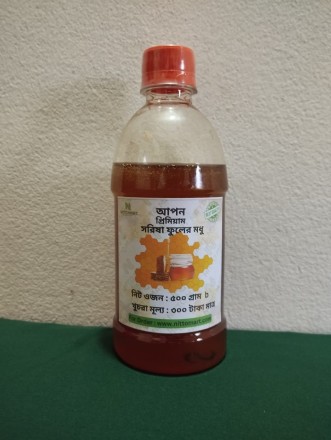 আপন
প্রিমিয়াম
সরিষা ফুলের মধু
নিট ওজন : ৫০০ গ্রাম
খুচরা মূল্য : ৩০০ টাকা মাত্র